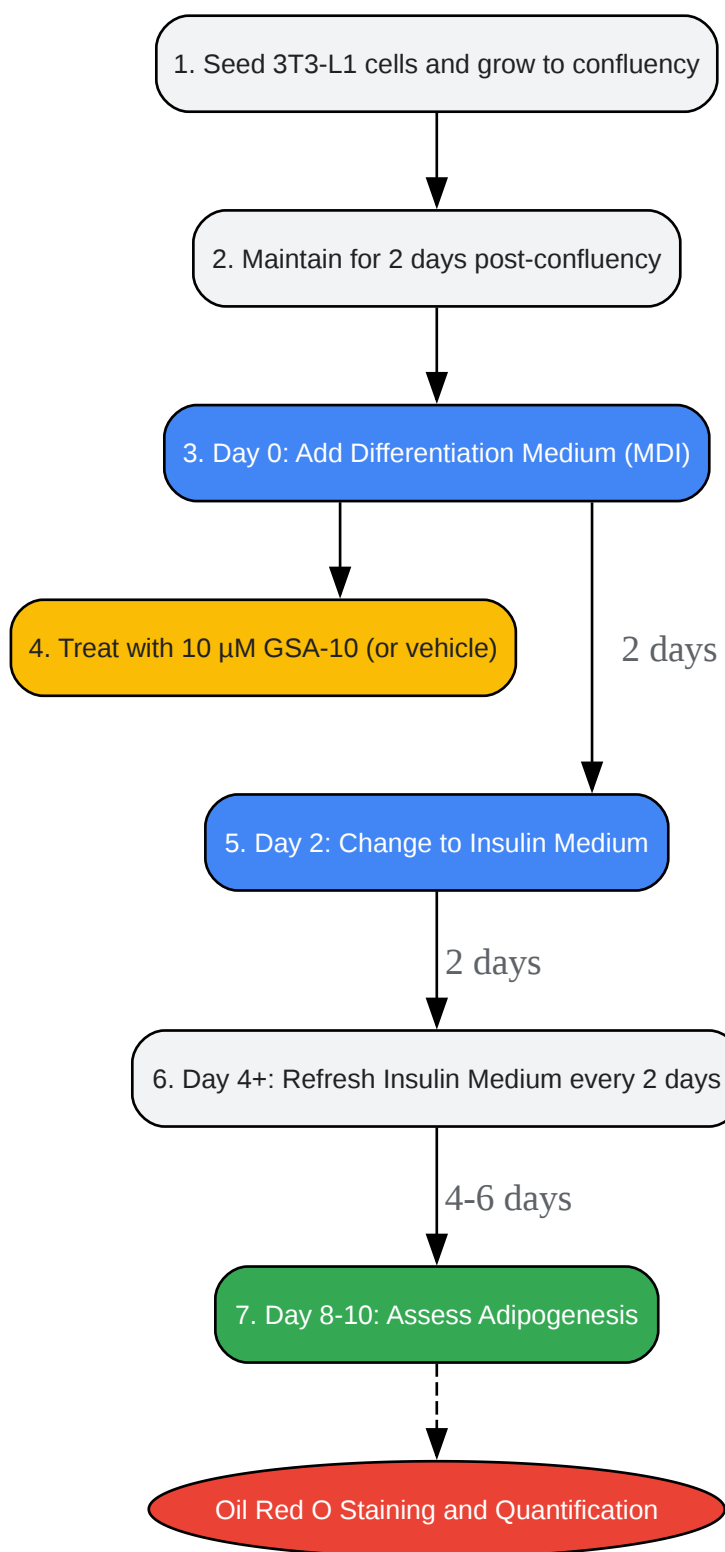 1. Seed 3T3-L1 cells and grow to confluency
2. Maintain for 2 days post-confluency
3. Day 0: Add Differentiation Medium (MDI)
4. Treat with 10 µM GSA-10 (or vehicle)
2 days
5. Day 2: Change to Insulin Medium
2 days
6. Day 4+: Refresh Insulin Medium every 2 days
4-6 days
7. Day 8-10: Assess Adipogenesis
Oil Red O Staining and Quantification